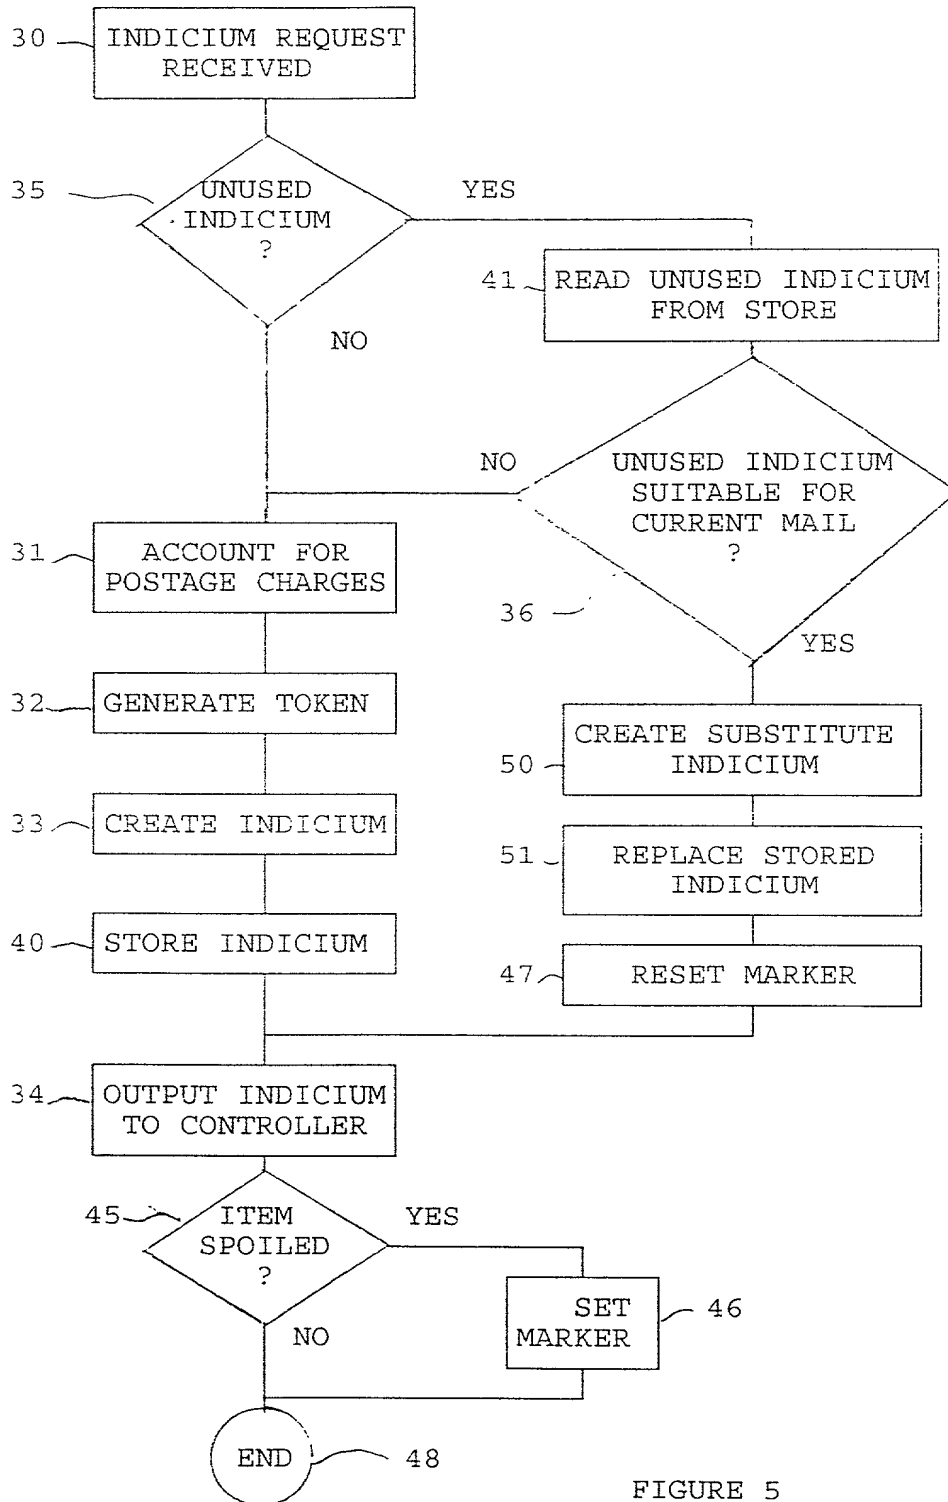 30
INDICIUM REQUEST
RECEIVED
35
UNUSED
INDICIUM
?
YES
NO
41
READ UNUSED INDICIUM
FROM STORE
NO
UNUSED INDICIUM
SUITABLE FOR
CURRENT MAIL
?
36
YES
31
ACCOUNT FOR
POSTAGE CHARGES
32
GENERATE TOKEN
33
CREATE INDICIUM
40
STORE INDICIUM
50
CREATE SUBSTITUTE
INDICIUM
51
REPLACE STORED
INDICIUM
47
RESET MARKER
34
OUTPUT INDICIUM
TO CONTROLLER
45
ITEM
SPOILED
?
YES
NO
SET
MARKER
46
END
48
FIGURE 5